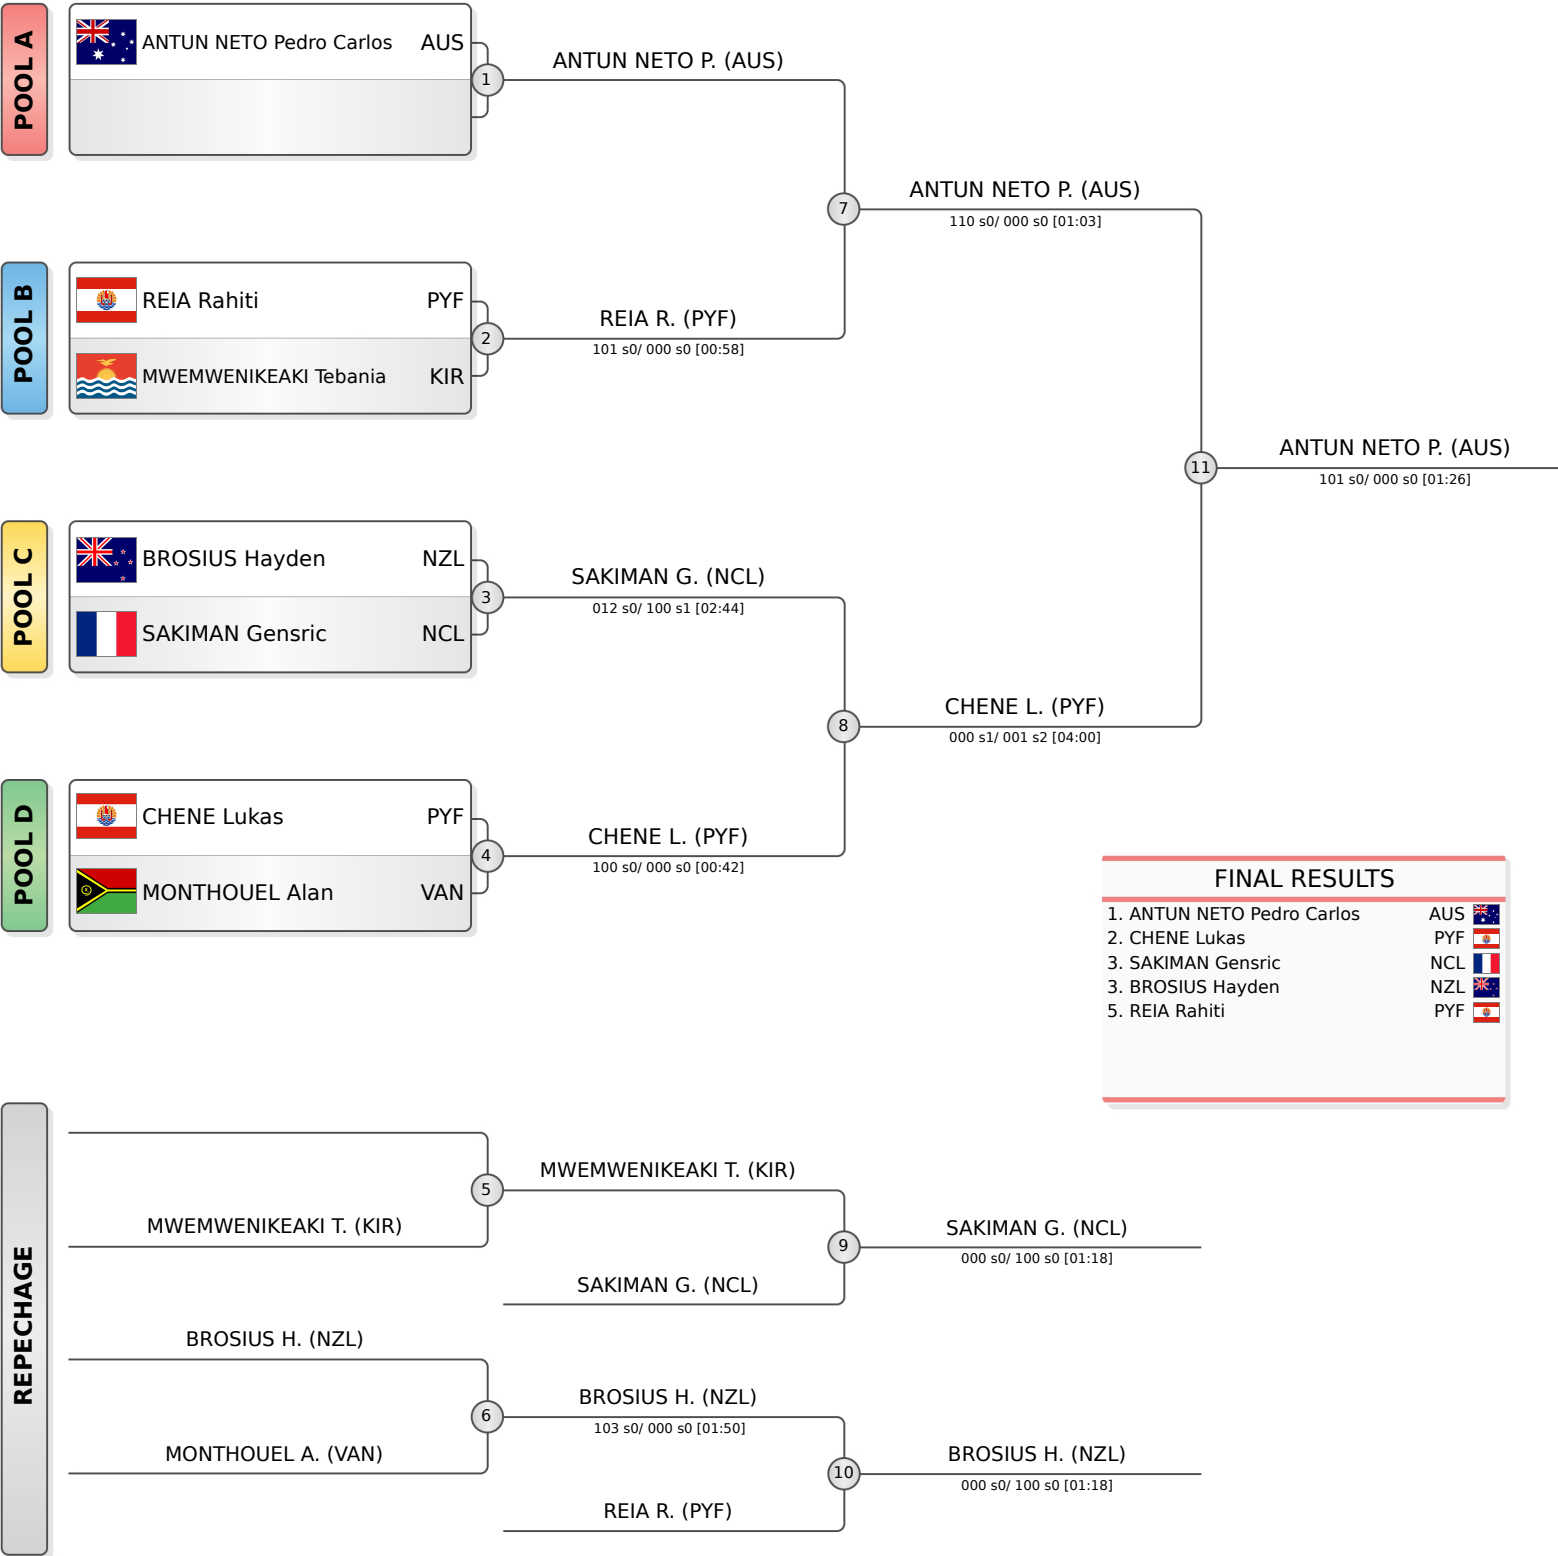 POOL A
ANTUN NETO Pedro Carlos AUS
1
ANTUN NETO P. (AUS)
POOL B
REIA Rahiti PYF
MWEMWENIKEAKI Tebania KIR
2
REIA R. (PYF)
101 s0/ 000 s0 [00:58]
7
ANTUN NETO P. (AUS)
110 s0/ 000 s0 [01:03]
POOL C
BROSIUS Hayden NZL
SAKIMAN Gensric NCL
3
SAKIMAN G. (NCL)
012 s0/ 100 s1 [02:44]
POOL D
CHENE Lukas PYF
MONTHOUEL Alan VAN
4
CHENE L. (PYF)
100 s0/ 000 s0 [00:42]
8
CHENE L. (PYF)
000 s1/ 001 s2 [04:00]
11
ANTUN NETO P. (AUS)
101 s0/ 000 s0 [01:26]
FINAL RESULTS
1. ANTUN NETO Pedro Carlos AUS
2. CHENE Lukas PYF
3. SAKIMAN Gensric NCL
3. BROSIUS Hayden NZL
5. REIA Rahiti PYF
REPECHAGE
MWEMWENIKEAKI T. (KIR)
5
MWEMWENIKEAKI T. (KIR)
SAKIMAN G. (NCL)
9
SAKIMAN G. (NCL)
000 s0/ 100 s0 [01:18]
BROSIUS H. (NZL)
MONTHOUEL A. (VAN)
6
BROSIUS H. (NZL)
103 s0/ 000 s0 [01:50]
REIA R. (PYF)
10
BROSIUS H. (NZL)
000 s0/ 100 s0 [01:18]